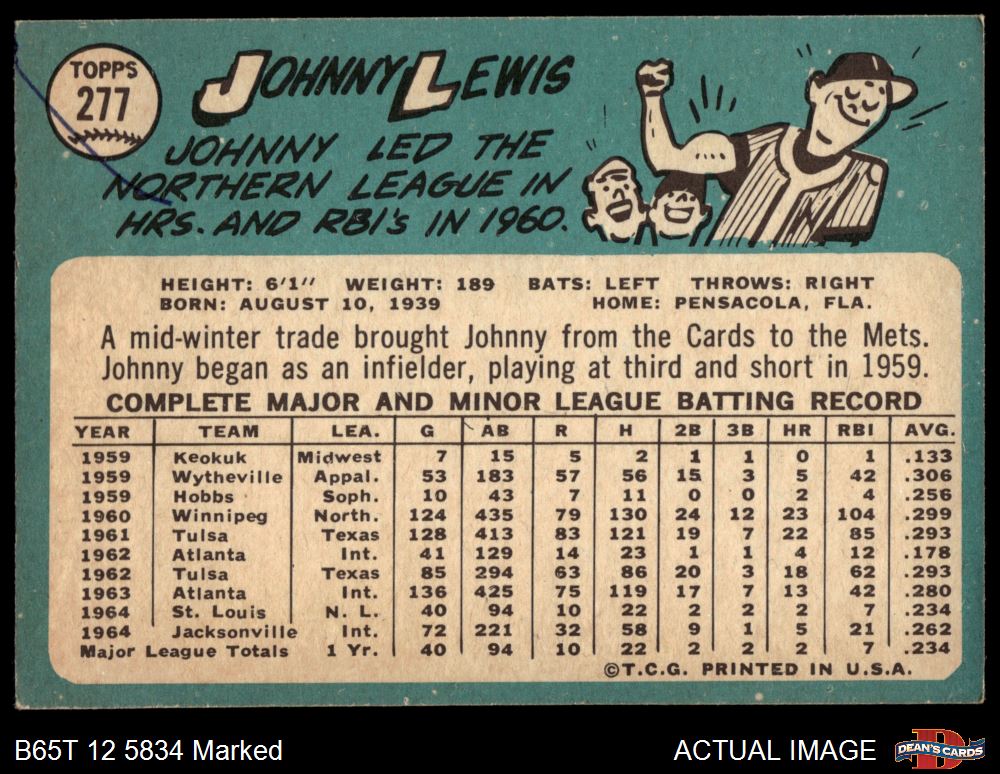 TOPPS
277
JOHNNY LEWIS
JOHNNY LED THE
NORTHERN LEAGUE IN
HRS. AND RBI's IN 1960.
HEIGHT: 6'1" WEIGHT: 189 BATS: LEFT THROWS: RIGHT
BORN: AUGUST 10, 1939 HOME: PENSACOLA, FLA.
A mid-winter trade brought Johnny from the Cards to the Mets.
Johnny began as an infielder, playing at third and short in 1959.
COMPLETE MAJOR AND MINOR LEAGUE BATTING RECORD
YEAR TEAM LEA. G AB R H 2B 3B HR RBI AVG.
1959 Keokuk Midwest 7 15 5 2 1 1 0 1 .133
1959 Wytheville Appal. 53 183 57 56 15 3 5 42 .306
1959 Hobbs Soph. 10 43 7 11 0 0 2 4 .256
1960 Winnipeg North. 124 435 79 130 24 12 23 104 .299
1961 Tulsa Texas 128 413 83 121 19 7 22 85 .293
1962 Atlanta Int. 41 129 14 23 1 1 4 12 .178
1962 Tulsa Texas 85 294 63 86 20 3 18 62 .293
1963 Atlanta Int. 136 425 75 119 17 7 13 42 .280
1964 St. Louis N. L. 40 94 10 22 2 2 2 7 .234
1964 Jacksonville Int. 72 221 32 58 9 1 5 21 .262
Major League Totals 1 Yr. 40 94 10 22 2 2 2 7 .234
©T.C.G. PRINTED IN U.S.A.
B65T 12 5834 Marked
ACTUAL IMAGE
DEAN'S CARDS